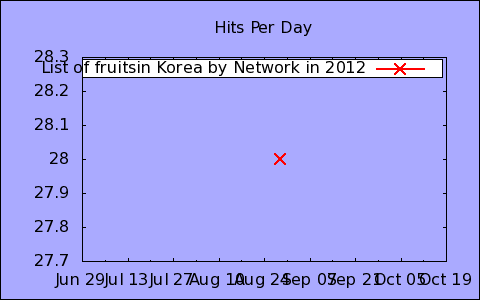 Hits Per Day
28.3
List of fruitsin Korea by Network in 2012
28.2
28.1
28
27.9
27.8
27.7
Jun 29 Jul 13 Jul 27 Aug 10 Aug 24 Sep 07 Sep 21 Oct 05 Oct 19